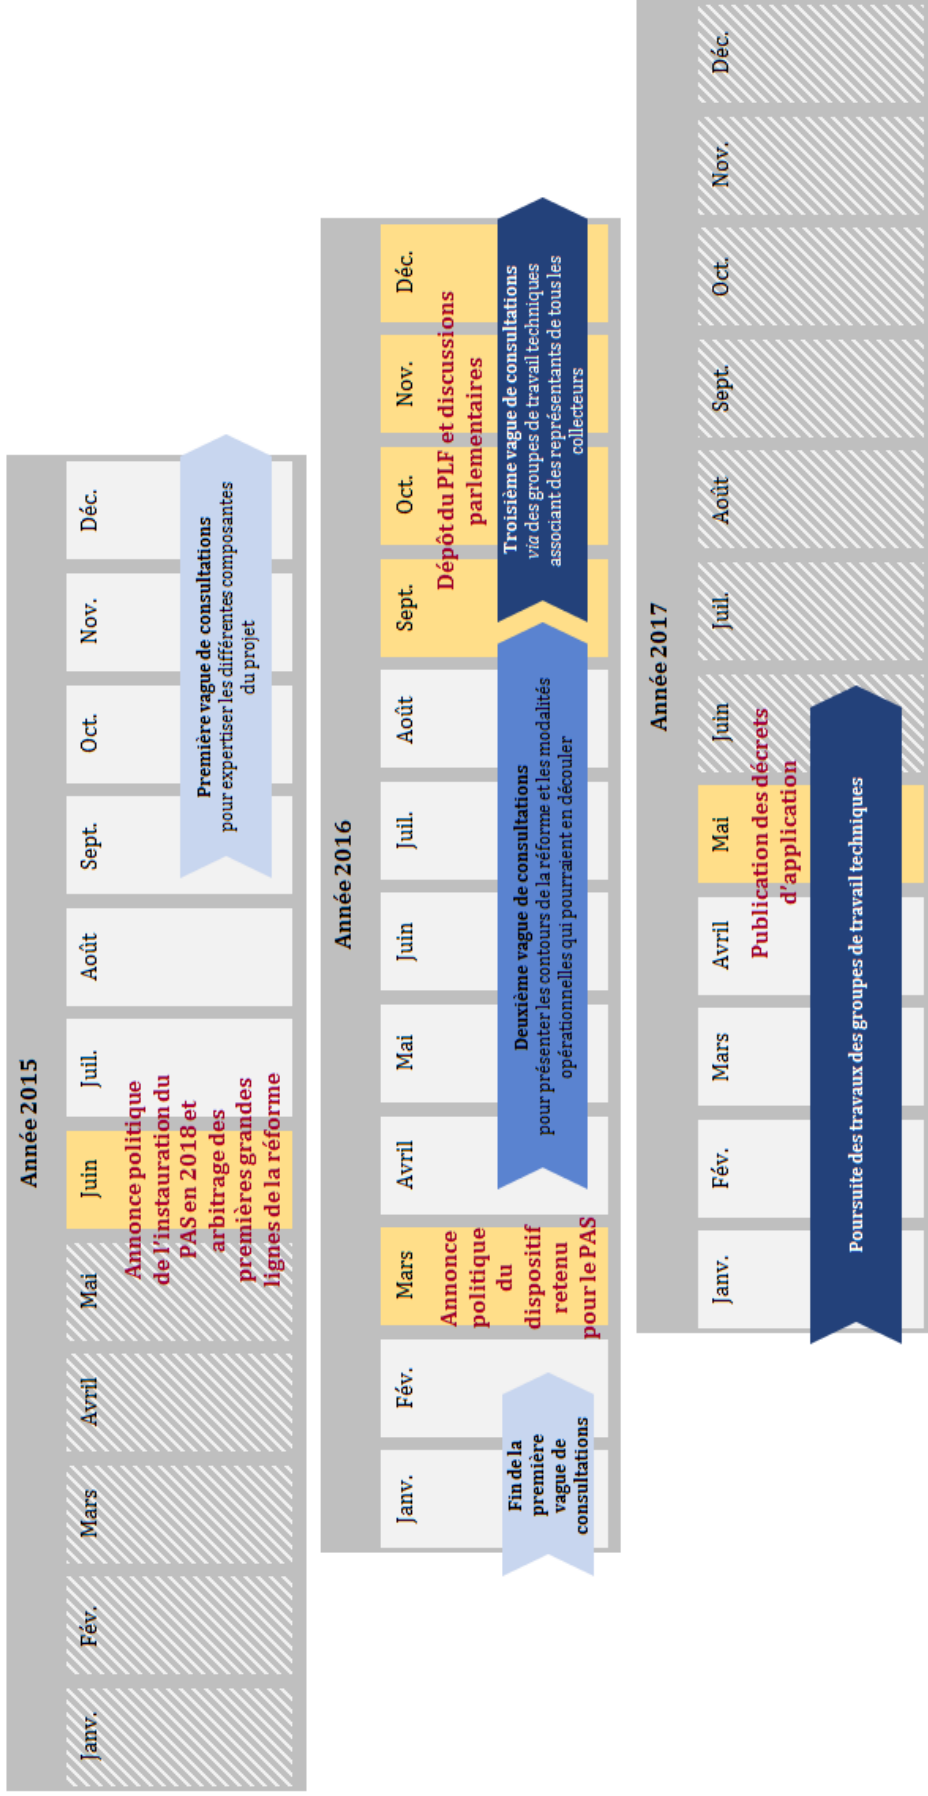 Année 2015
Janv.
Fév.
Mars
Avril
Mai
Juin
Juil.
Août
Sept.
Oct.
Nov.
Déc.
Annonce politique
de l'instauration du
PAS en 2018 et
arbitrage des
premières grandes
lignes de la réforme
Première vague de consultations
pour expertiser les différentes composantes
du projet
Année 2016
Janv.
Fév.
Mars
Avril
Mai
Juin
Juil.
Août
Sept.
Oct.
Nov.
Déc.
Fin de la
première
vague de
consultations
Annonce
politique
du
dispositif
retenu
pour le PAS
Deuxième vague de consultations
pour présenter les contours de la réforme et les modalités
opérationnelles qui pourraient en découler
Dépôt du PLF et discussions
parlementaires
Troisième vague de consultations
via des groupes de travail techniques
associant des représentants de tous les
collecteurs
Année 2017
Janv.
Fév.
Mars
Avril
Mai
Juin
Juil.
Août
Sept.
Oct.
Nov.
Déc.
Publication des décrets
d'application
Poursuite des travaux des groupes de travail techniques